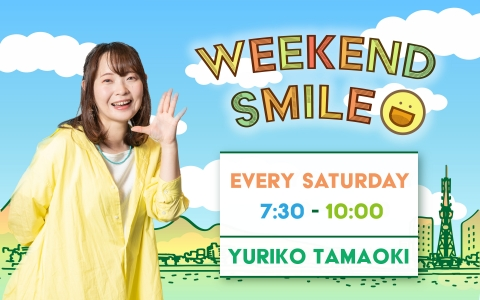 WEEKEND
SMILE
EVERY SATURDAY
7:30 - 10:00
YURIKO TAMAOKI